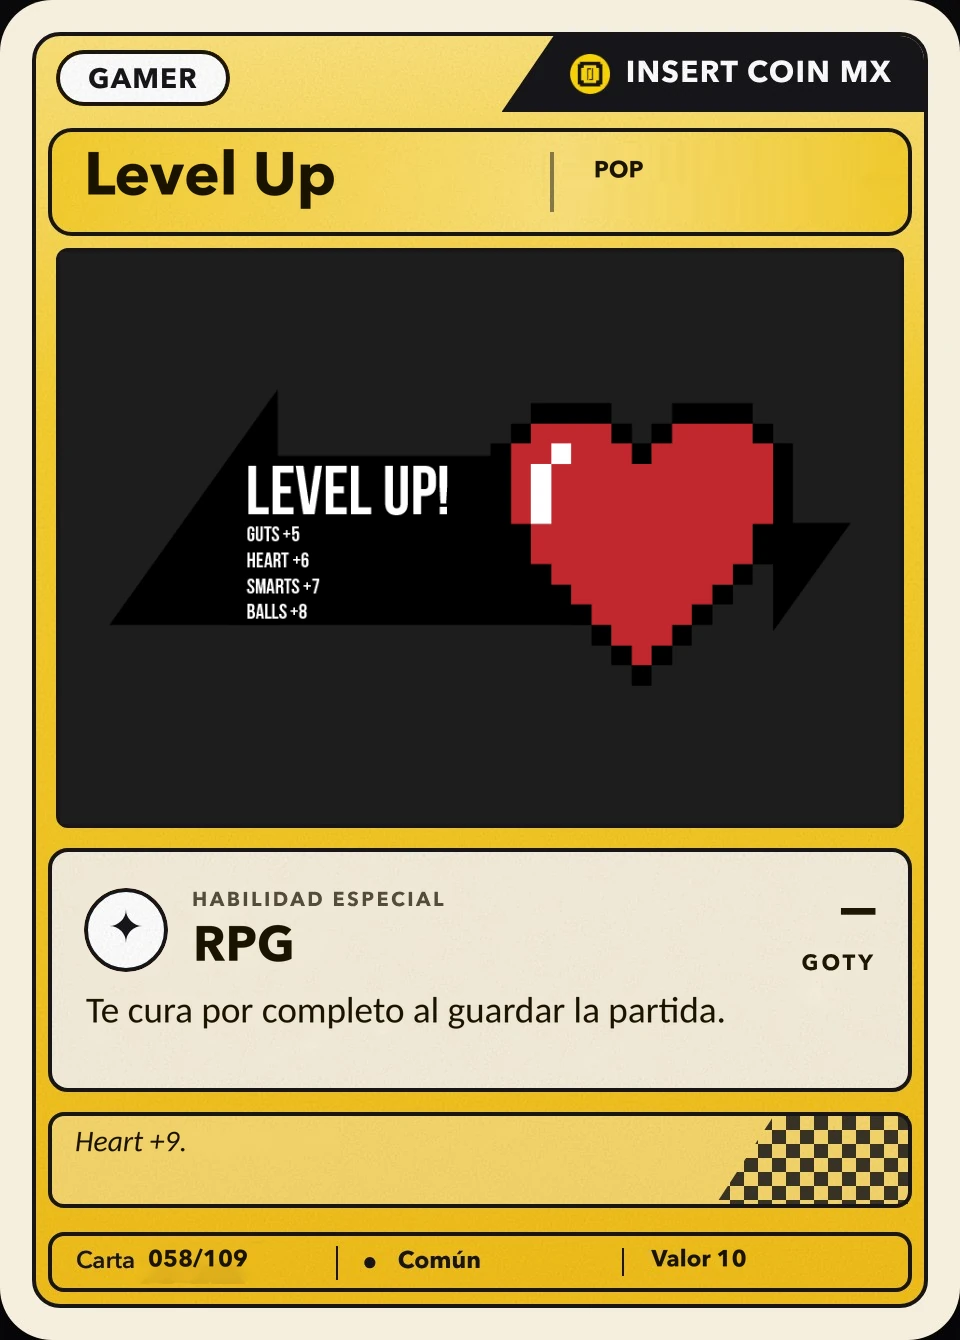 GAMER
INSERT COIN MX
Level Up
POP
LEVEL UP!
GUTS +5
HEART +6
SMARTS +7
BALLS +8
HABILIDAD ESPECIAL
RPG
—
GOTY
Te cura por completo al guardar la partida.
Heart +9.
Carta 058/109
• Común
Valor 10